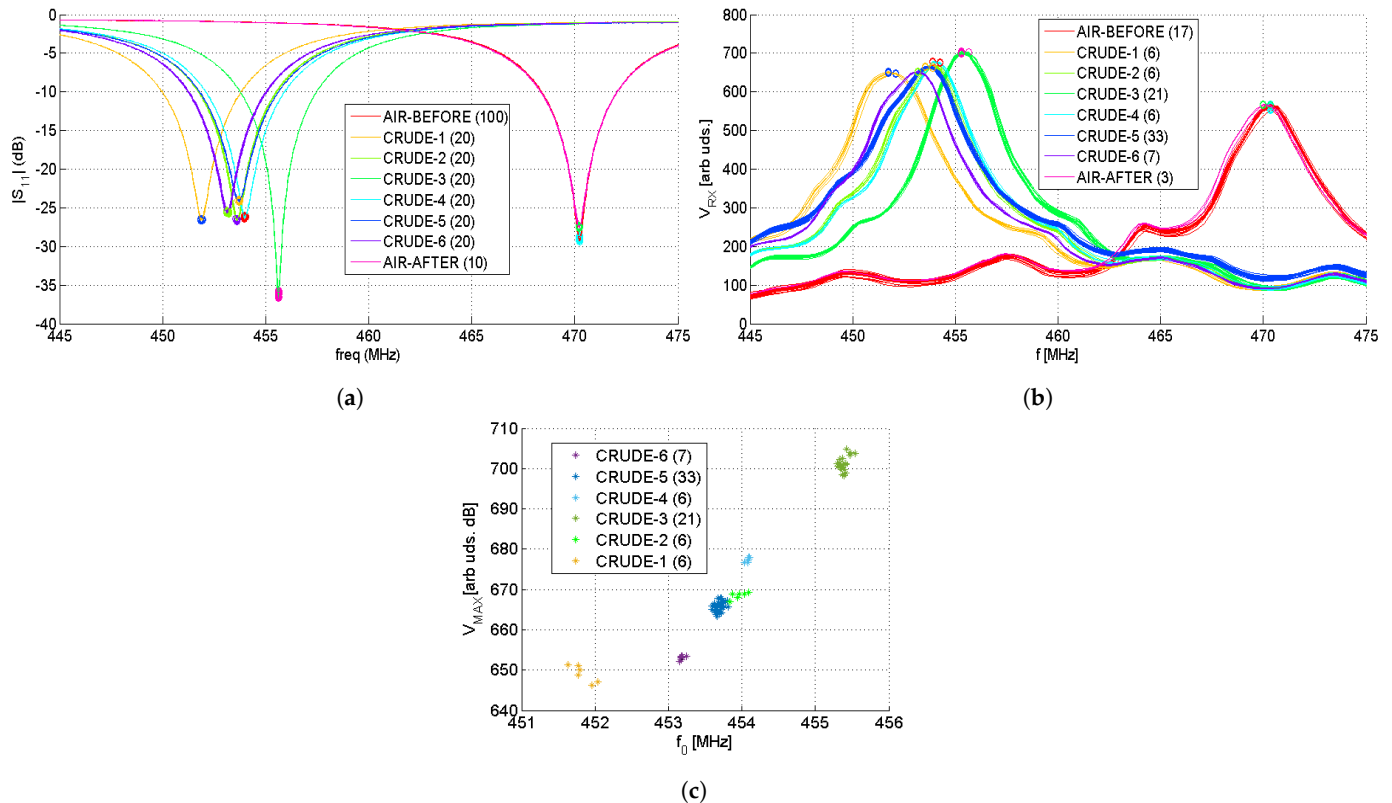 0
-5
-10
-15
-20
-25
-30
-35
-40
|S11| (dB)
445
450
455
460
465
470
475
freq (MHz)
AIR-BEFORE (100)
CRUDE-1 (20)
CRUDE-2 (20)
CRUDE-3 (20)
CRUDE-4 (20)
CRUDE-5 (20)
CRUDE-6 (20)
AIR-AFTER (10)
(a)
800
700
600
500
400
300
200
100
0
VRX [arb uds.]
445
450
455
460
465
470
475
f [MHz]
AIR-BEFORE (17)
CRUDE-1 (6)
CRUDE-2 (6)
CRUDE-3 (21)
CRUDE-4 (6)
CRUDE-5 (33)
CRUDE-6 (7)
AIR-AFTER (3)
(b)
710
700
690
680
670
660
650
640
VMAX[arb uds. dB]
451
452
453
454
455
456
f0 [MHz]
CRUDE-6 (7)
CRUDE-5 (33)
CRUDE-4 (6)
CRUDE-3 (21)
CRUDE-2 (6)
CRUDE-1 (6)
(c)